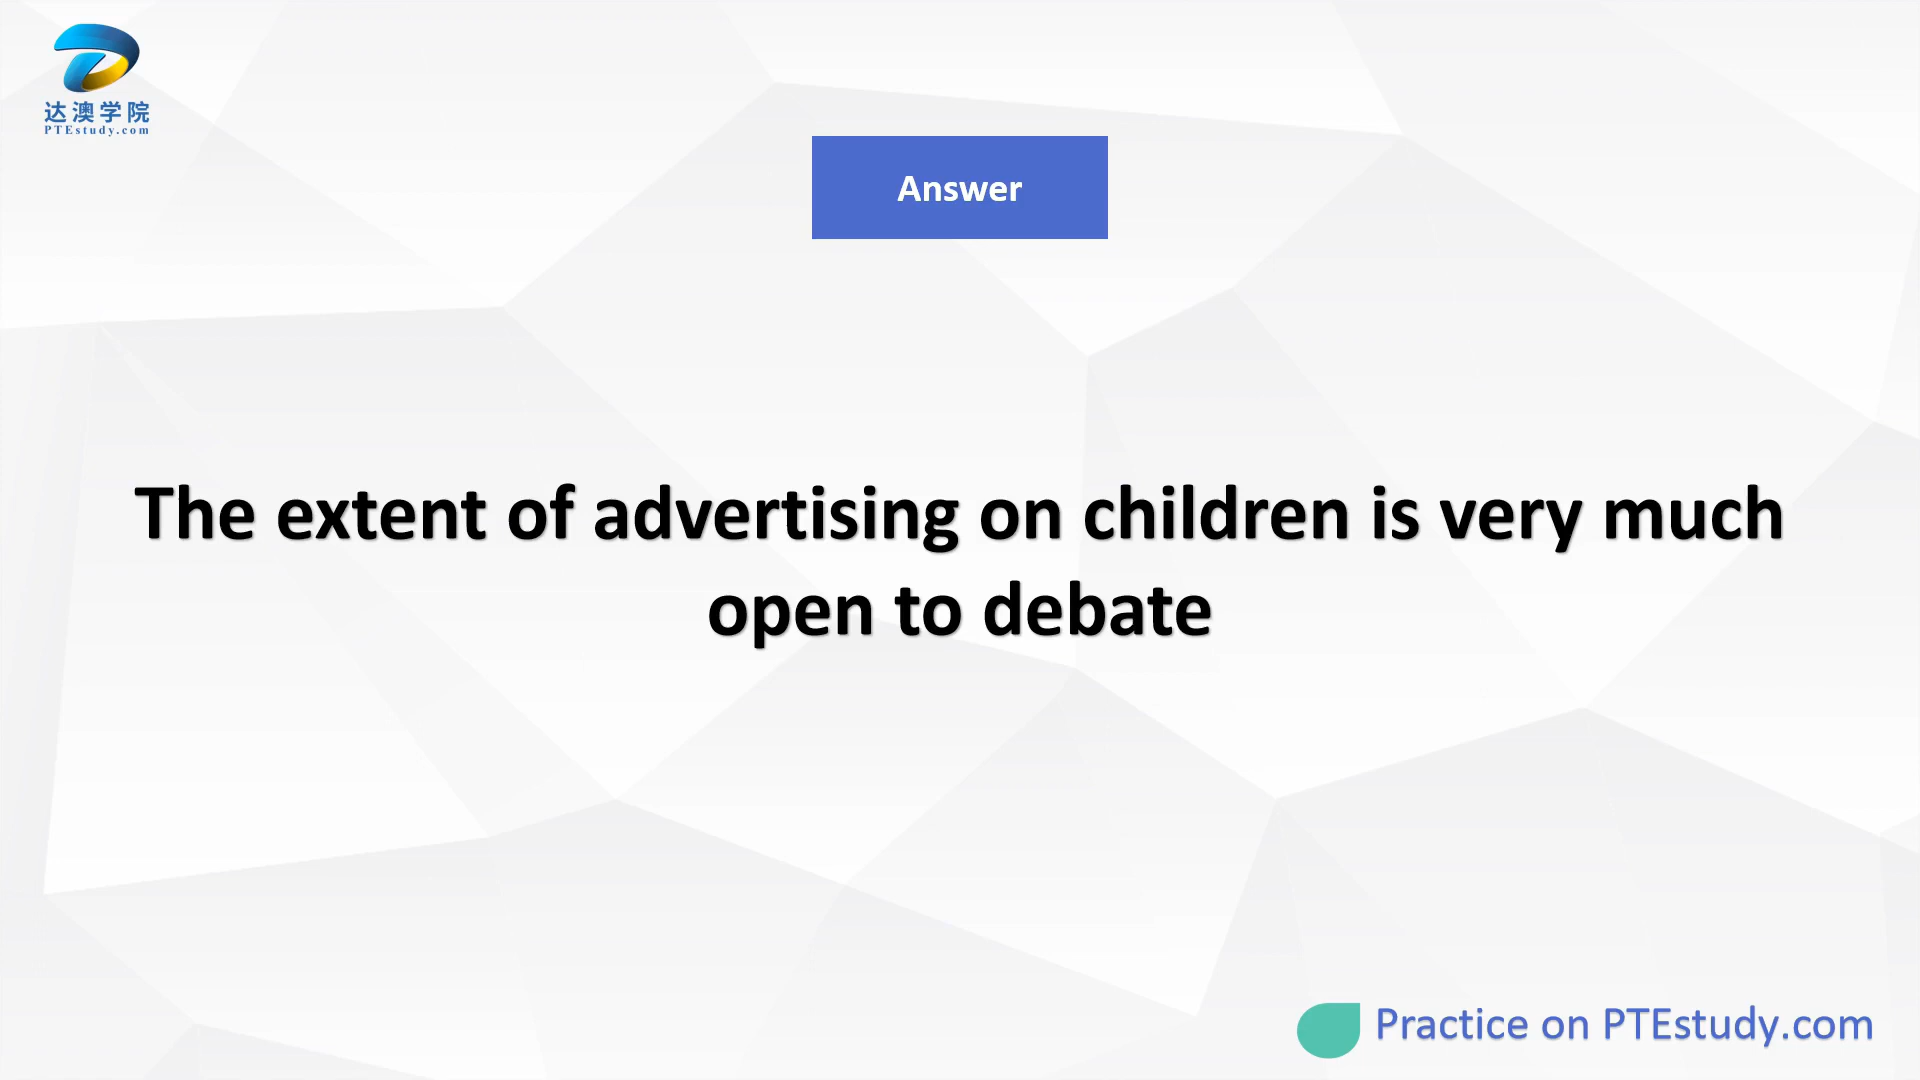 达澳学院
PTEstudy.com
Answer
The extent of advertising on children is very much
open to debate
Practice on PTEstudy.com